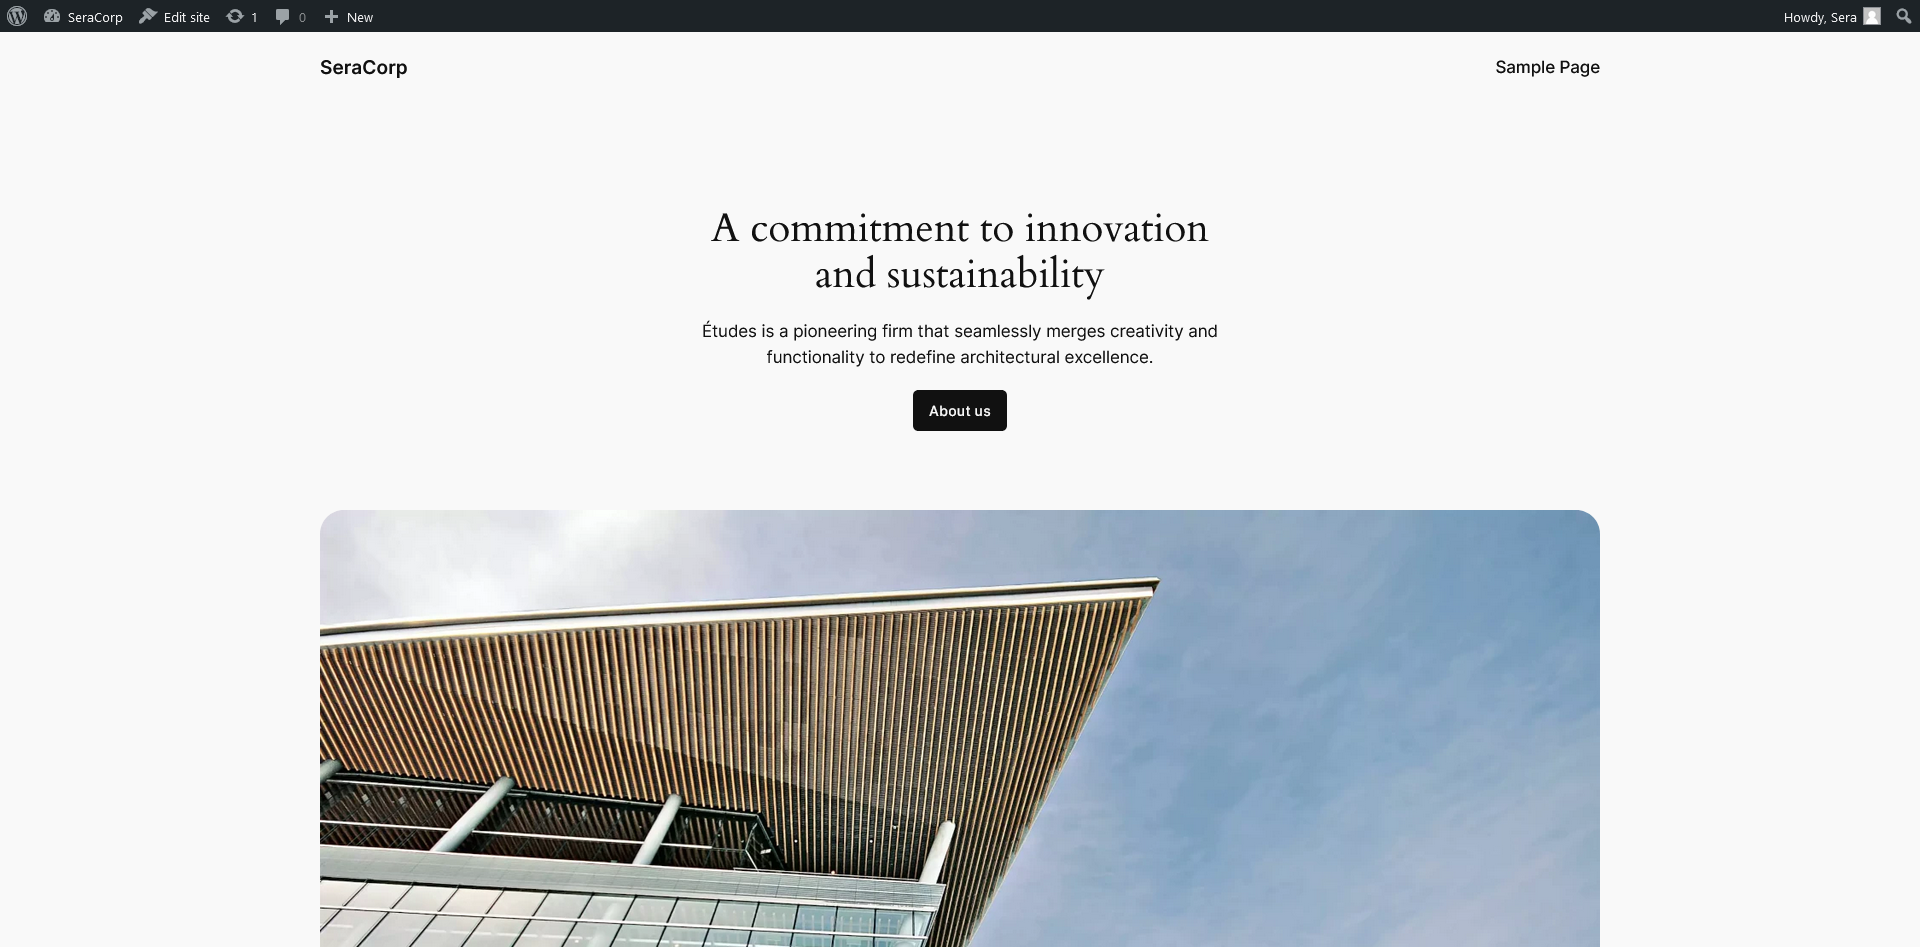 SeraCorp Edit site 1 0 New Howdy, Sera
SeraCorp Sample Page
A commitment to innovation
and sustainability
Études is a pioneering firm that seamlessly merges creativity and
functionality to redefine architectural excellence.
About us